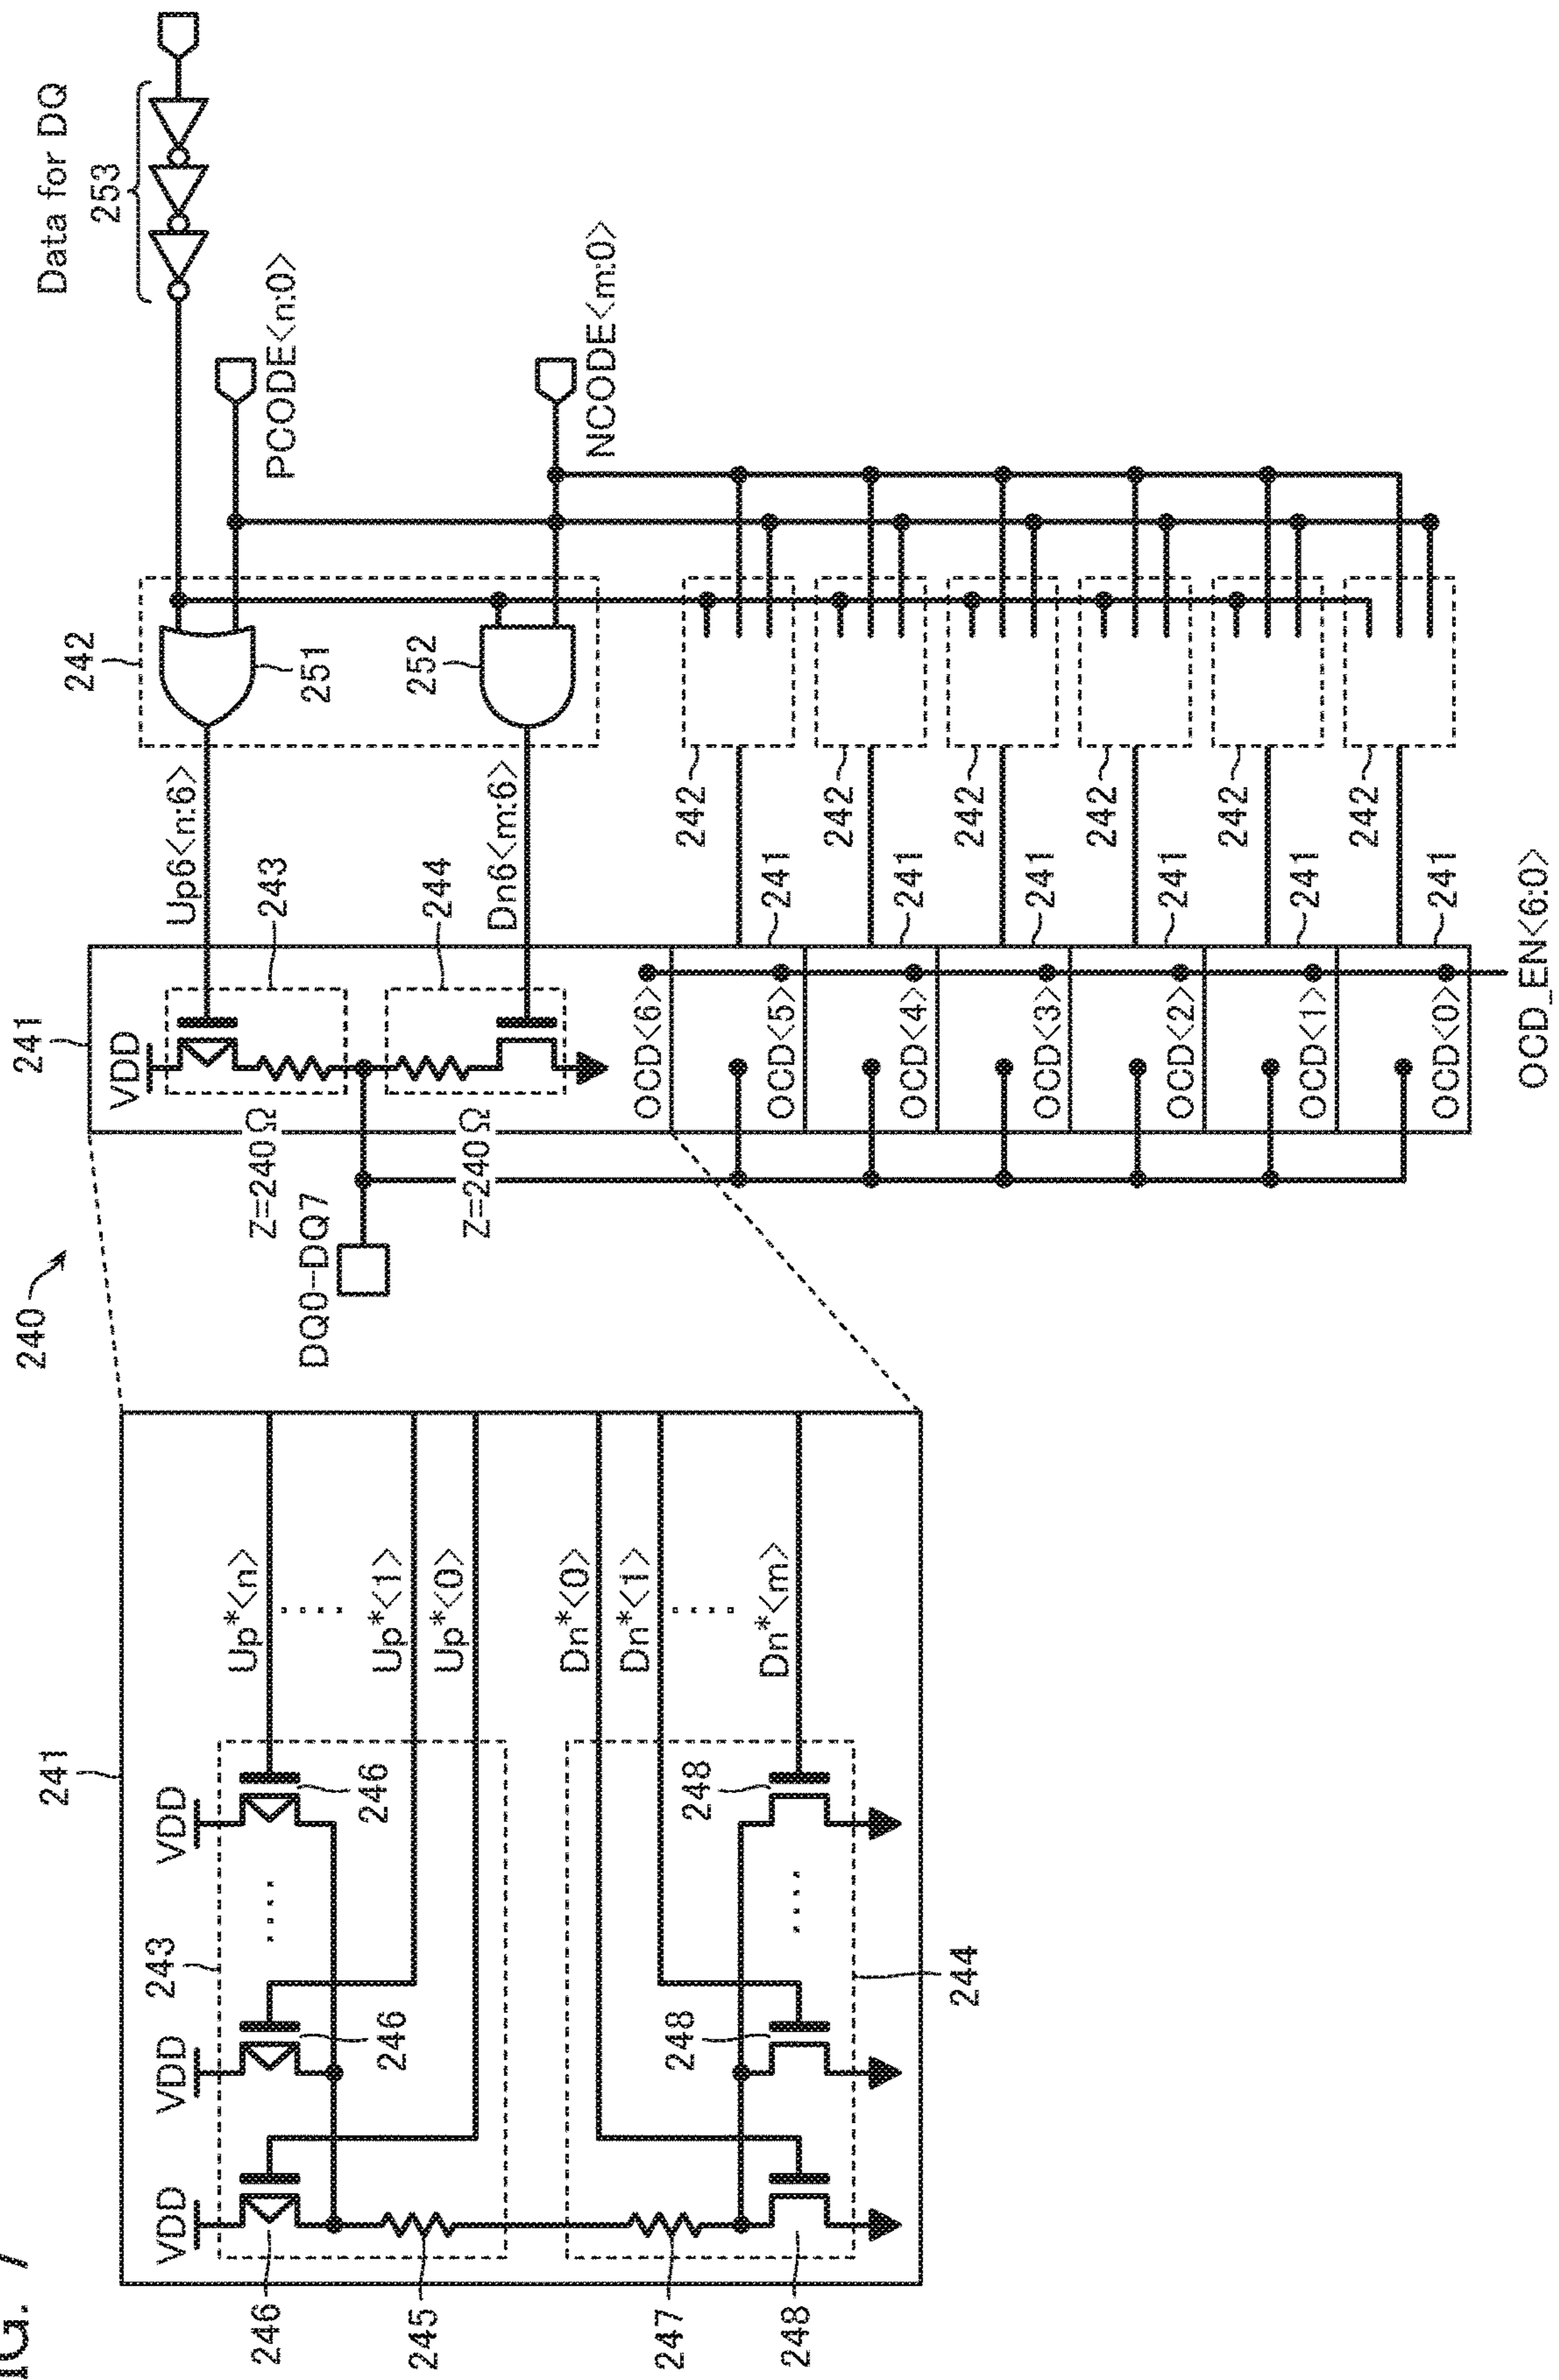 FIG. 7
240
241
VDD
243
246
246
246
VDD
VDD
245
247
248
248
248
244
Up*<n>
Up*<1>
Up*<0>
Dn*<0>
Dn*<1>
Dn*<m>
241
VDD
Z=240Ω
DQ0-DQ7
Z=240Ω
243
244
Up6<n:6>
Dn6<m:6>
242
251
252
Data for DQ
253
PCODE<n:0>
NCODE<m:0>
OCD<6>
OCD<5>
OCD<4>
OCD<3>
OCD<2>
OCD<1>
OCD<0>
241
241
241
241
241
241
242
242
242
242
242
242
OCD_EN<6:0>